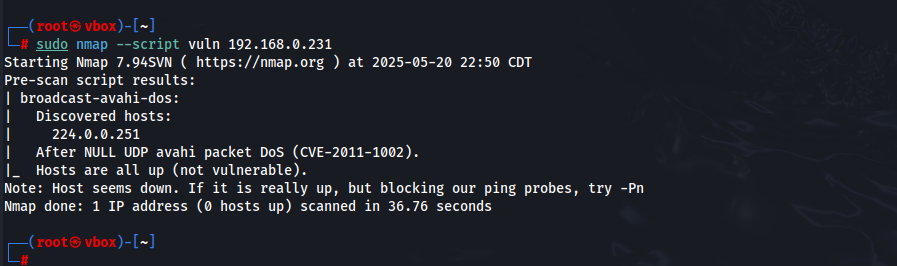 ┌──(root㉿vbox)-[~]
└─# sudo nmap --script vuln 192.168.0.231
Starting Nmap 7.94SVN ( https://nmap.org ) at 2025-05-20 22:50 CDT
Pre-scan script results:
| broadcast-avahi-dos:
|   Discovered hosts:
|     224.0.0.251
|   After NULL UDP avahi packet DoS (CVE-2011-1002).
|_  Hosts are all up (not vulnerable).
Note: Host seems down. If it is really up, but blocking our ping probes, try -Pn
Nmap done: 1 IP address (0 hosts up) scanned in 36.76 seconds
┌──(root㉿vbox)-[~]
└─#